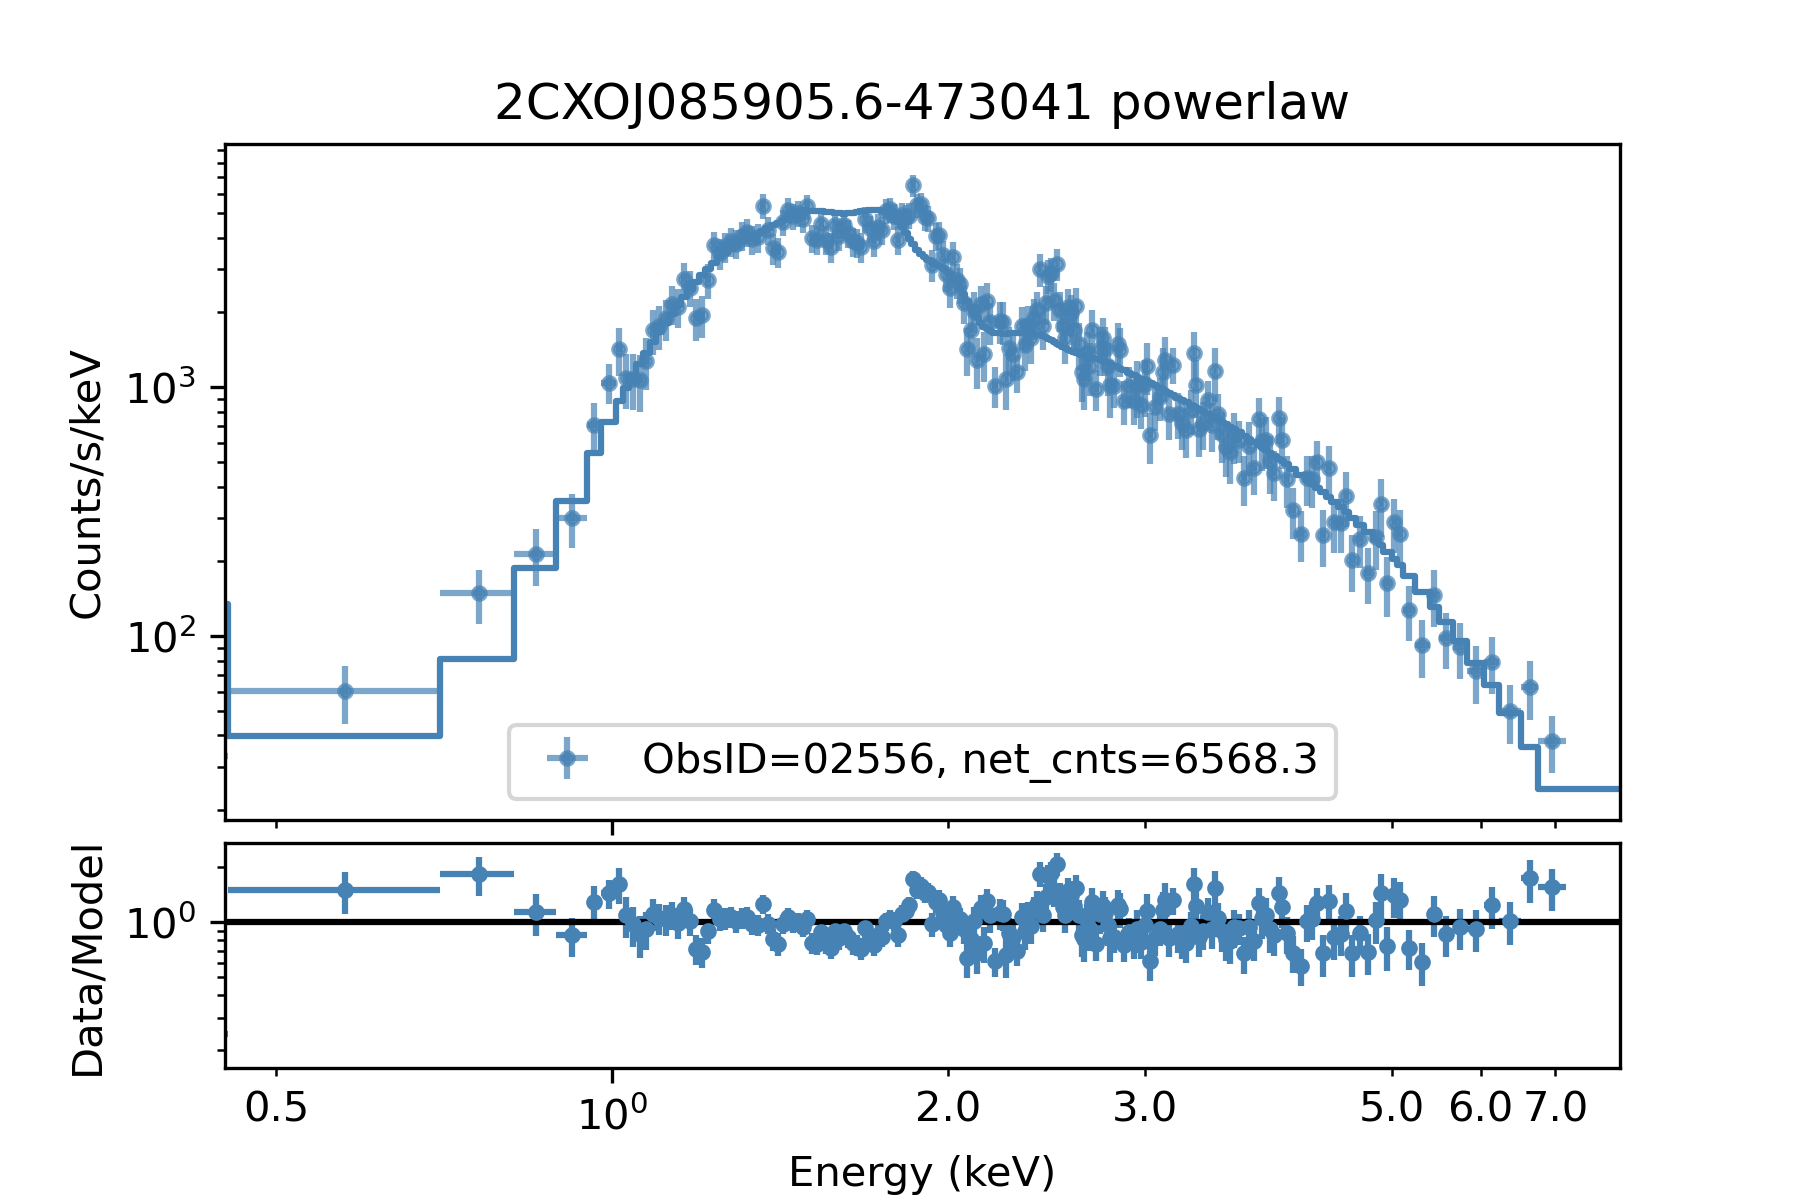 2CXOJ085905.6-473041 powerlaw
Counts/s/keV
10³
10²
ObsID=02556, net_cnts=6568.3
Data/Model
10⁰
0.5 10⁰ 2.0 3.0 5.0 6.0 7.0
Energy (keV)